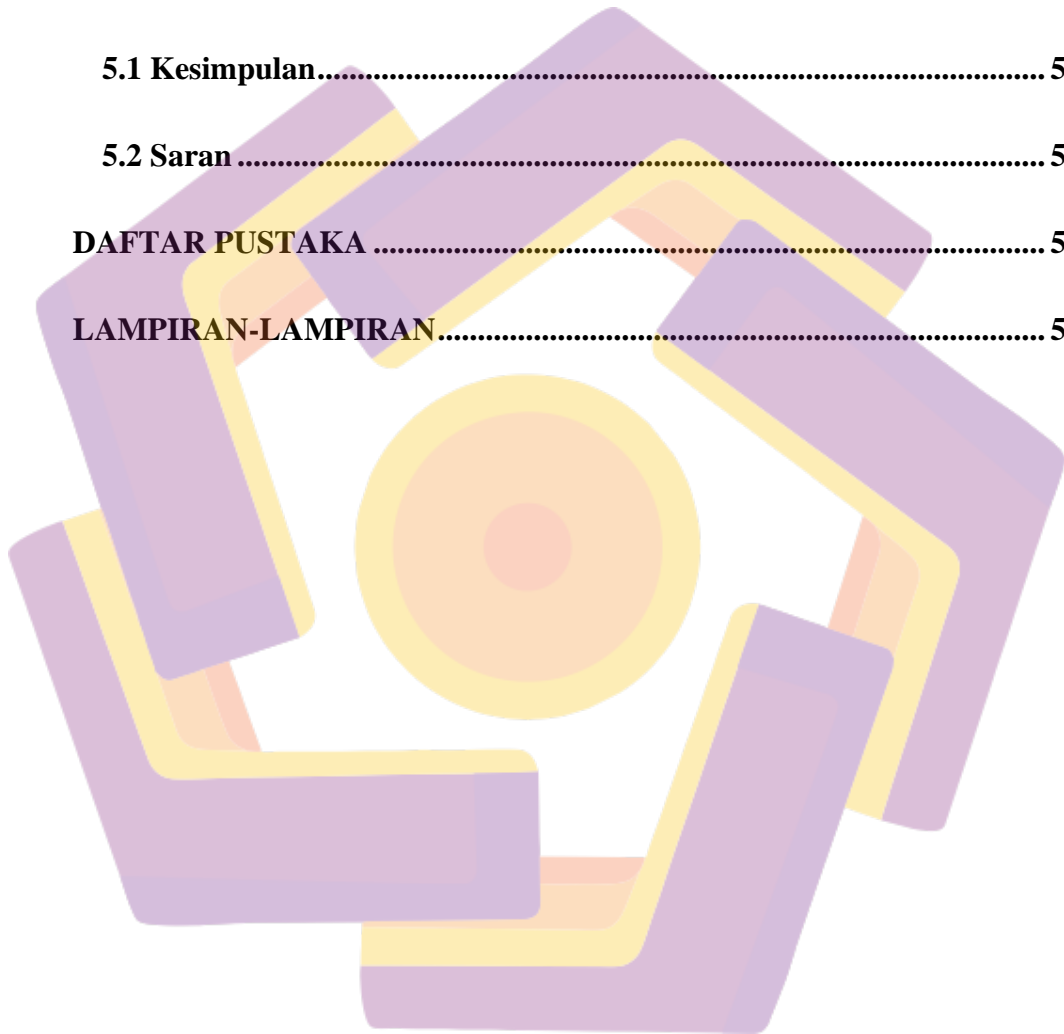 5.1 Kesimpulan........................................................................................... 5
5.2 Saran ..................................................................................................... 5
DAFTAR PUSTAKA .................................................................................... 5
LAMPIRAN-LAMPIRAN............................................................................ 5